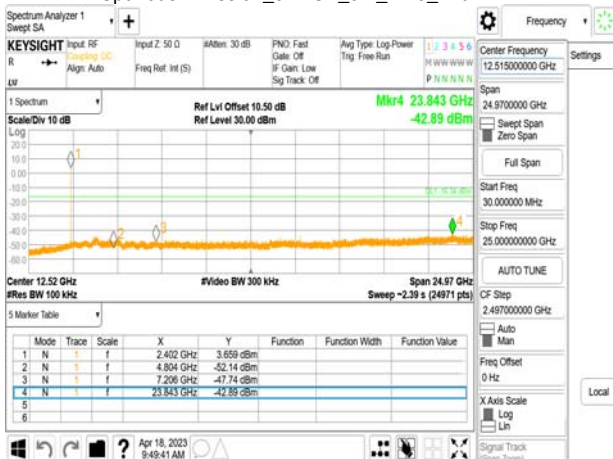 Spectrum Analyzer 1
Swept SA
Frequency
Settings
KEYSIGHT
R
Input: RF
Coupling: DC
Align: Auto
Input Z: 50 Ω
Freq Ref: Int (S)
#Atten: 30 dB
PNO: Fast
Gate: Off
IF Gain: Low
Sig Track: Off
Avg Type: Log-Power
Trig: Free Run
1 2 3 4 5 6
M W W W W W
P N N N N N
1 Spectrum
Scale/Div 10 dB
Ref Lvl Offset 10.50 dB
Ref Level 30.00 dBm
Mkr4 23.843 GHz
-42.89 dBm
Log
20.0
10.0
0.00
-10.0
-20.0
-30.0
-40.0
-50.0
-60.0
1
2
3
4
Center 12.52 GHz
#Res BW 100 kHz
#Video BW 300 kHz
Span 24.97 GHz
Sweep ~2.39 s (24971 pts)
5 Marker Table
Mode Trace Scale X Y Function Function Width Function Value
1 N 1 f 2.402 GHz 3.659 dBm
2 N 1 f 4.804 GHz -52.14 dBm
3 N 1 f 7.206 GHz -47.74 dBm
4 N 1 f 23.843 GHz -42.89 dBm
5
6
?
Apr 18, 2023
9:49:41 AM
Center Frequency
12.515000000 GHz
Span
24.9700000 GHz
Swept Span
Zero Span
Full Span
Start Freq
30.000000 MHz
Stop Freq
25.000000000 GHz
AUTO TUNE
CF Step
2.497000000 GHz
Auto
Man
Freq Offset
0 Hz
X Axis Scale
Log
Lin
Signal Track
(Span Zoom)
Local